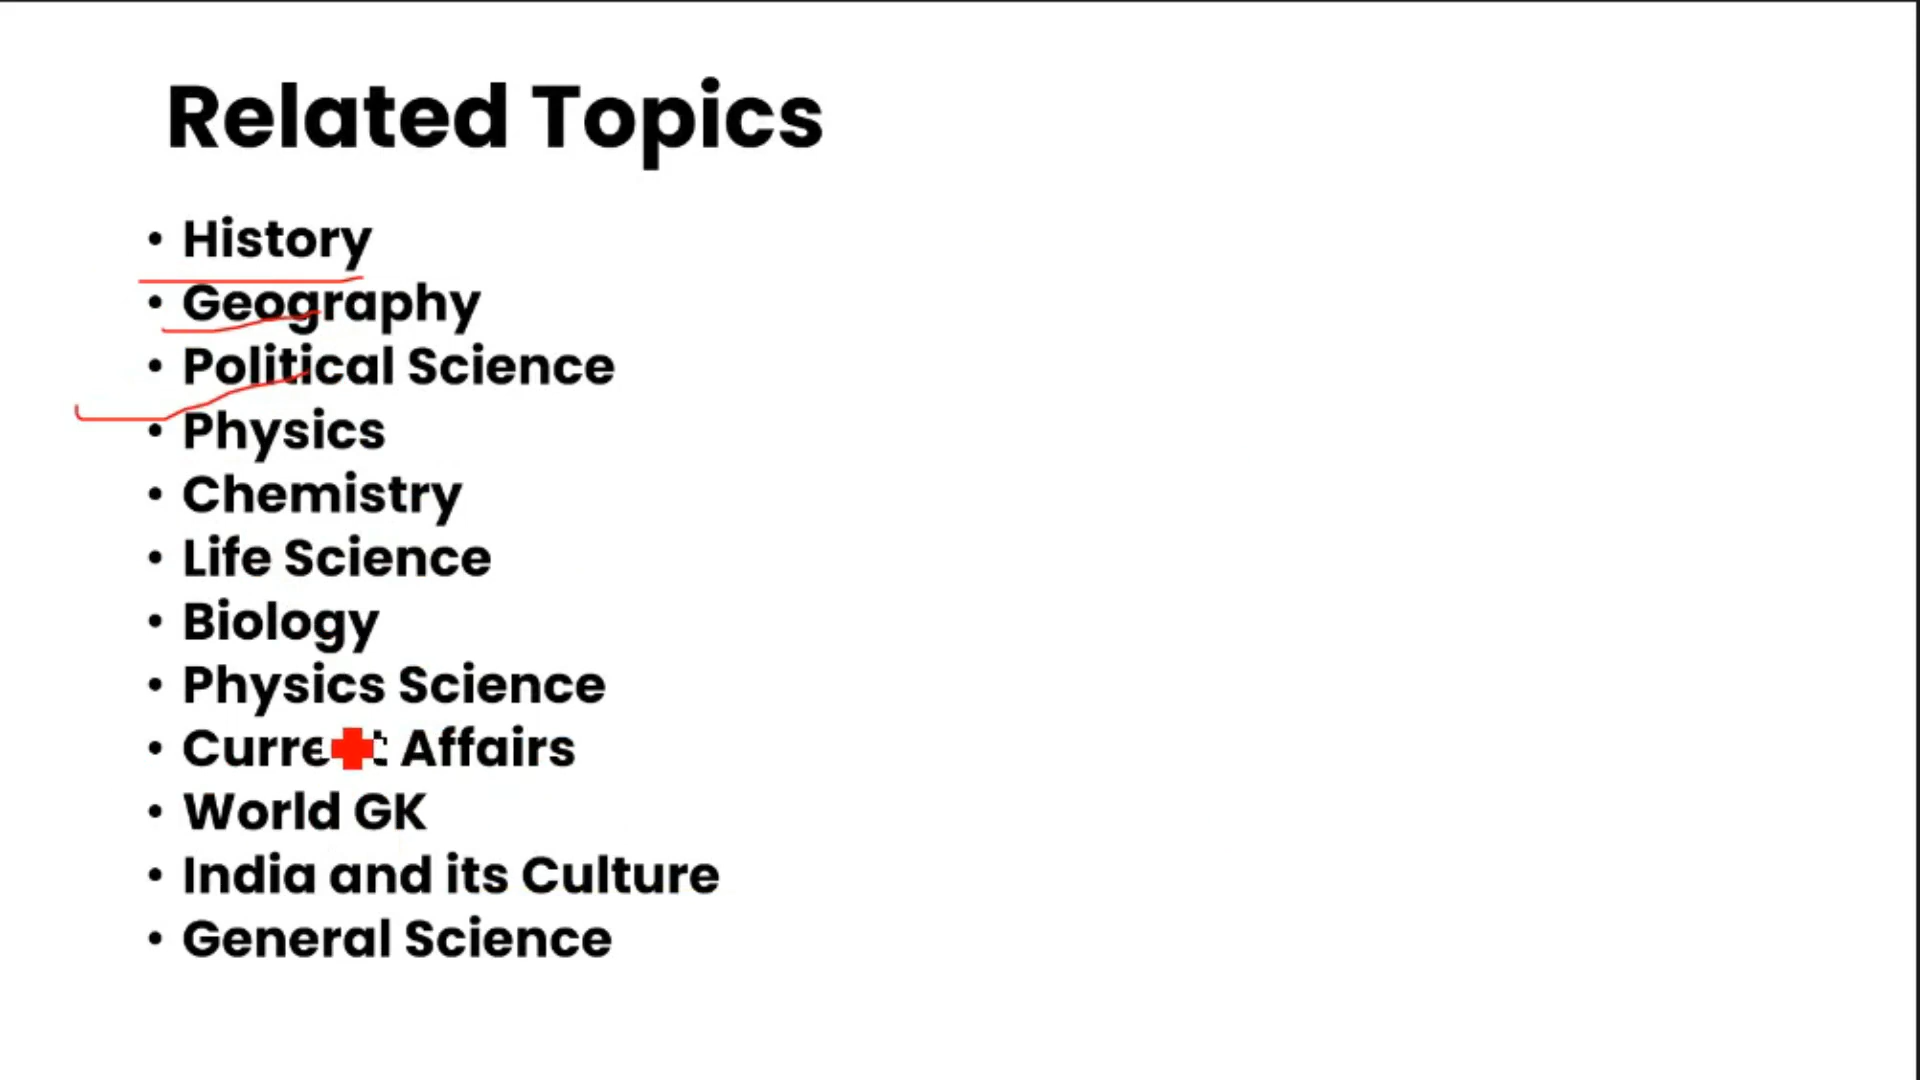 Related Topics
• History
• Geography
• Political Science
• Physics
• Chemistry
• Life Science
• Biology
• Physics Science
• Current Affairs
• World GK
• India and its Culture
• General Science